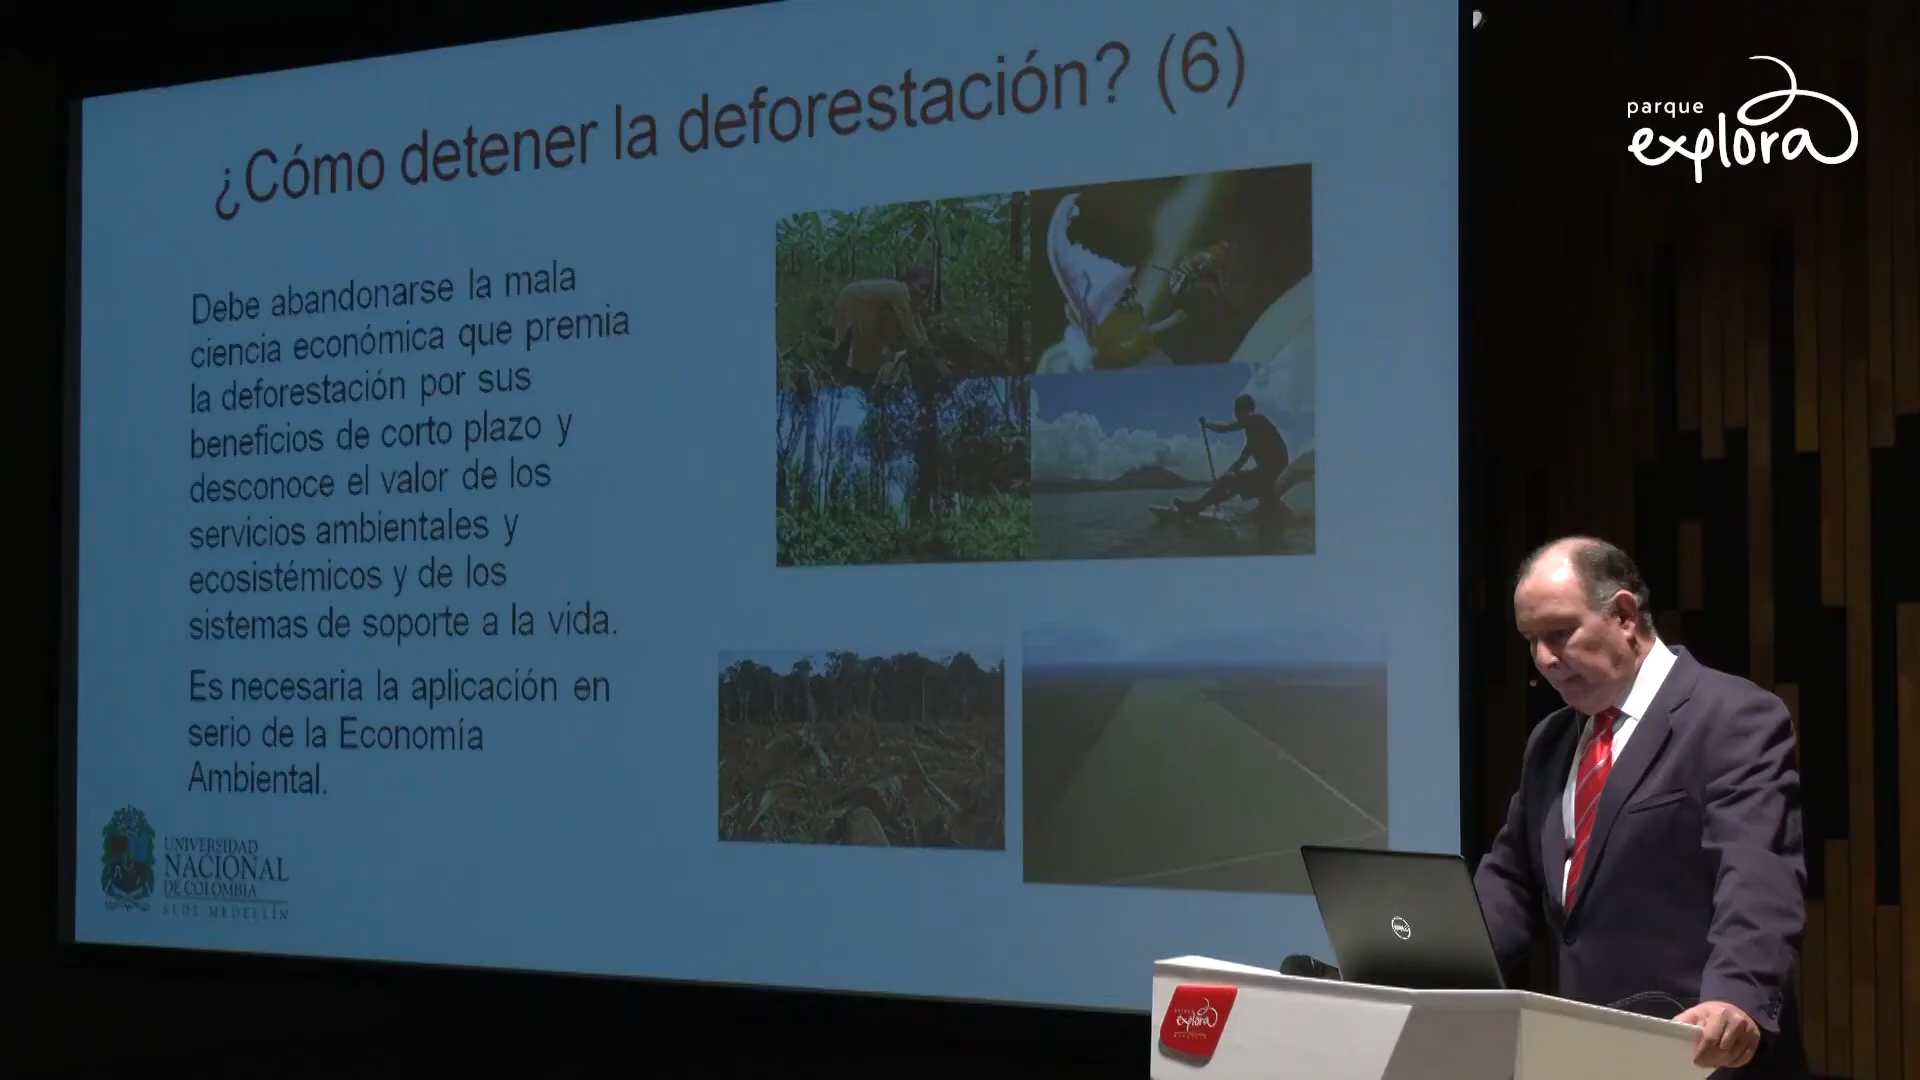 ¿Cómo detener la deforestación? (6)
Debe abandonarse la mala
ciencia económica que premia
la deforestación por sus
beneficios de corto plazo y
desconoce el valor de los
servicios ambientales y
ecosistémicos y de los
sistemas de soporte a la vida.
Es necesaria la aplicación en
serio de la Economía
Ambiental.
UNIVERSIDAD
NACIONAL
DE COLOMBIA
SEDE MEDELLÍN
parque
explora
DELL
parque
explora